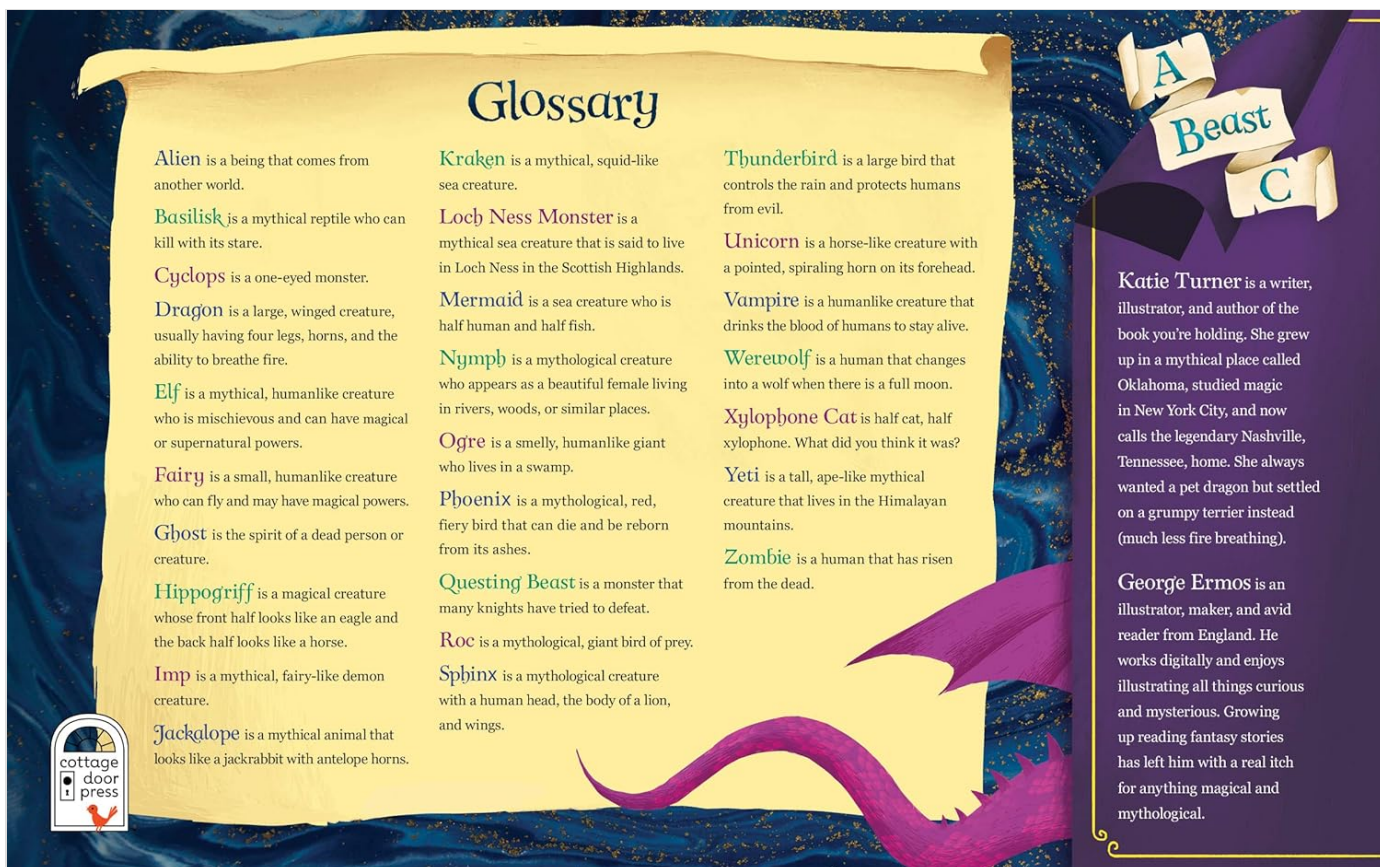 Glossary
Alien is a being that comes from
another world.
Basilisk is a mythical reptile who can
kill with its stare.
Cyclops is a one-eyed monster.
Dragon is a large, winged creature,
usually having four legs, horns, and the
ability to breathe fire.
Elf is a mythical, humanlike creature
who is mischievous and can have magical
or supernatural powers.
Fairy is a small, humanlike creature
who can fly and may have magical powers.
Ghost is the spirit of a dead person or
creature.
Hippogriff is a magical creature
whose front half looks like an eagle and
the back half looks like a horse.
Imp is a mythical, fairy-like demon
creature.
Jackalope is a mythical animal that
looks like a jackrabbit with antelope horns.
Kraken is a mythical, squid-like
sea creature.
Loch Ness Monster is a
mythical sea creature that is said to live
in Loch Ness in the Scottish Highlands.
Mermaid is a sea creature who is
half human and half fish.
Nymph is a mythological creature
who appears as a beautiful female living
in rivers, woods, or similar places.
Ogre is a smelly, humanlike giant
who lives in a swamp.
Phoenix is a mythological, red,
fiery bird that can die and be reborn
from its ashes.
Questing Beast is a monster that
many knights have tried to defeat.
Roc is a mythological, giant bird of prey.
Sphinx is a mythological creature
with a human head, the body of a lion,
and wings.
Thunderbird is a large bird that
controls the rain and protects humans
from evil.
Unicorn is a horse-like creature with
a pointed, spiraling horn on its forehead.
Vampire is a humanlike creature that
drinks the blood of humans to stay alive.
Werewolf is a human that changes
into a wolf when there is a full moon.
Xylophone Cat is half cat, half
xylophone. What did you think it was?
Yeti is a tall, ape-like mythical
creature that lives in the Himalayan
mountains.
Zombie is a human that has risen
from the dead.
cottage
door
press
A
Beast
C
Katie Turner is a writer,
illustrator, and author of the
book you're holding. She grew
up in a mythical place called
Oklahoma, studied magic
in New York City, and now
calls the legendary Nashville,
Tennessee, home. She always
wanted a pet dragon but settled
on a grumpy terrier instead
(much less fire breathing).
George Ermos is an
illustrator, maker, and avid
reader from England. He
works digitally and enjoys
illustrating all things curious
and mysterious. Growing
up reading fantasy stories
has left him with a real itch
for anything magical and
mythological.